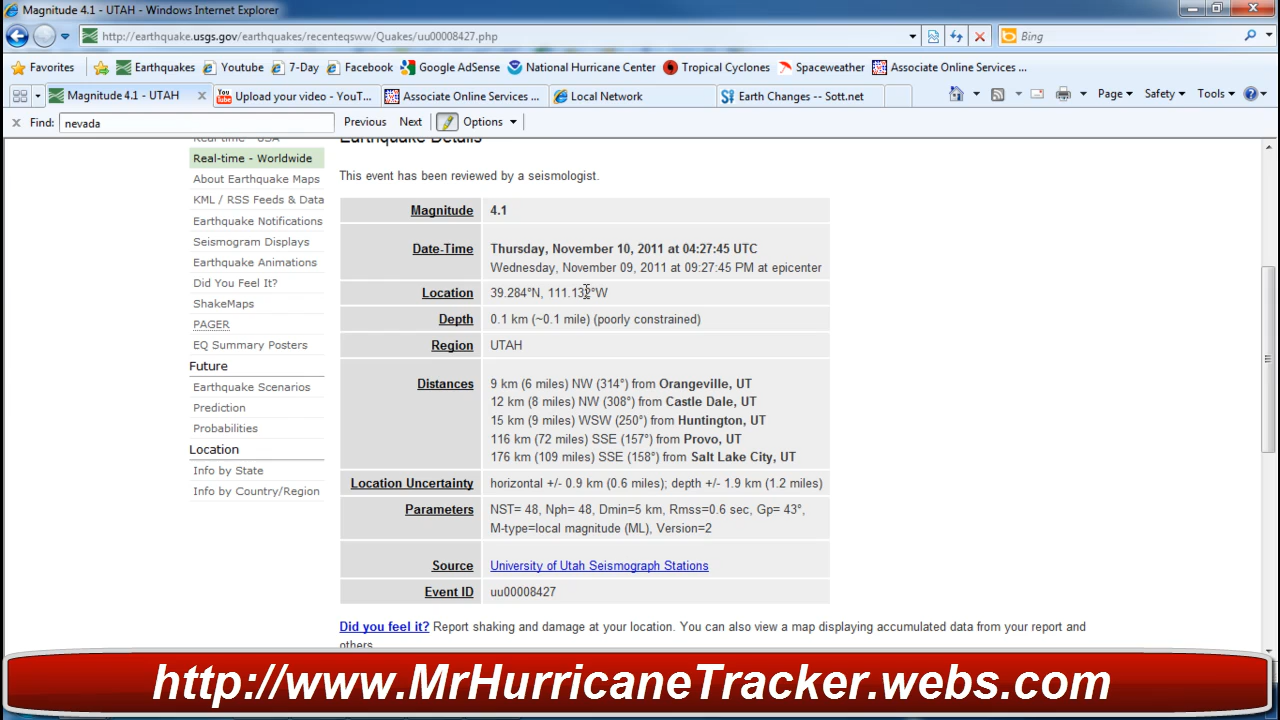 Magnitude 4.1 - UTAH - Windows Internet Explorer
http://earthquake.usgs.gov/earthquakes/recenteqsww/Quakes/uu00008427.php
Bing
Favorites Earthquakes Youtube 7-Day Facebook Google AdSense National Hurricane Center Tropical Cyclones Spaceweather Associate Online Services ...
Magnitude 4.1 - UTAH x Upload your video - YouT... Associate Online Services ... Local Network Earth Changes -- Sott.net Page Safety Tools
x Find: nevada Previous Next Options
Real-time - USA
Real-time - Worldwide
About Earthquake Maps
KML / RSS Feeds & Data
Earthquake Notifications
Seismogram Displays
Earthquake Animations
Did You Feel It?
ShakeMaps
PAGER
EQ Summary Posters
Future
Earthquake Scenarios
Prediction
Probabilities
Location
Info by State
Info by Country/Region
Earthquake Details
This event has been reviewed by a seismologist.
Magnitude 4.1
Date-Time Thursday, November 10, 2011 at 04:27:45 UTC
Wednesday, November 09, 2011 at 09:27:45 PM at epicenter
Location 39.284°N,
Depth 0.1 km (~0.1 mile) (poorly constrained)
Region UTAH
Distances 9 km (6 miles) NW (314°) from Orangeville, UT
12 km (8 miles) NW (308°) from Castle Dale, UT
15 km (9 miles) WSW (250°) from Huntington, UT
116 km (72 miles) SSE (157°) from Provo, UT
176 km (109 miles) SSE (158°) from Salt Lake City, UT
Location Uncertainty horizontal +/- 0.9 km (0.6 miles); depth +/- 1.9 km (1.2 miles)
Parameters NST= 48, Nph= 48, Dmin=5 km, Rmss=0.6 sec, Gp= 43°,
M-type=local magnitude (ML), Version=2
Source University of Utah Seismograph Stations
Event ID uu00008427
Did you feel it? Report shaking and damage at your location. You can also view a map displaying accumulated data from your report and
others.
http://www.MrHurricaneTracker.webs.com